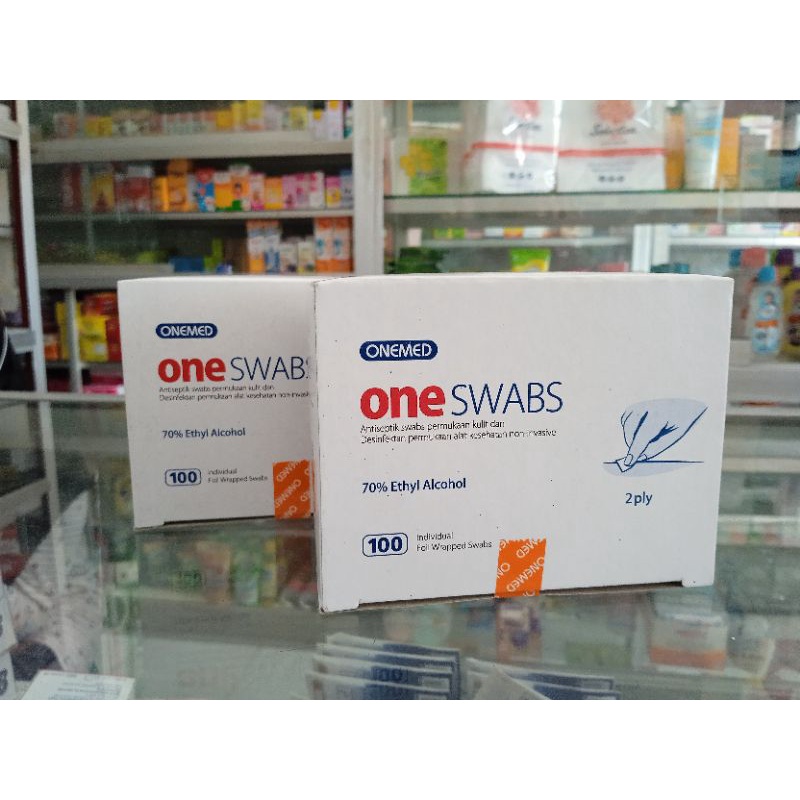 ONEMED
one SWABS
Antiseptik swabs permukaan kulit dan
Desinfektan permukaan alat kesehatan non-invasive
70% Ethyl Alcohol
100 Individual
Foil Wrapped Swabs
ONEMED
ONEMED
one SWABS
Antiseptik swabs permukaan kulit dan
Desinfektan permukaan alat kesehatan non-invasive
70% Ethyl Alcohol
2 ply
100 Individual
Foil Wrapped Swabs
ONEMED